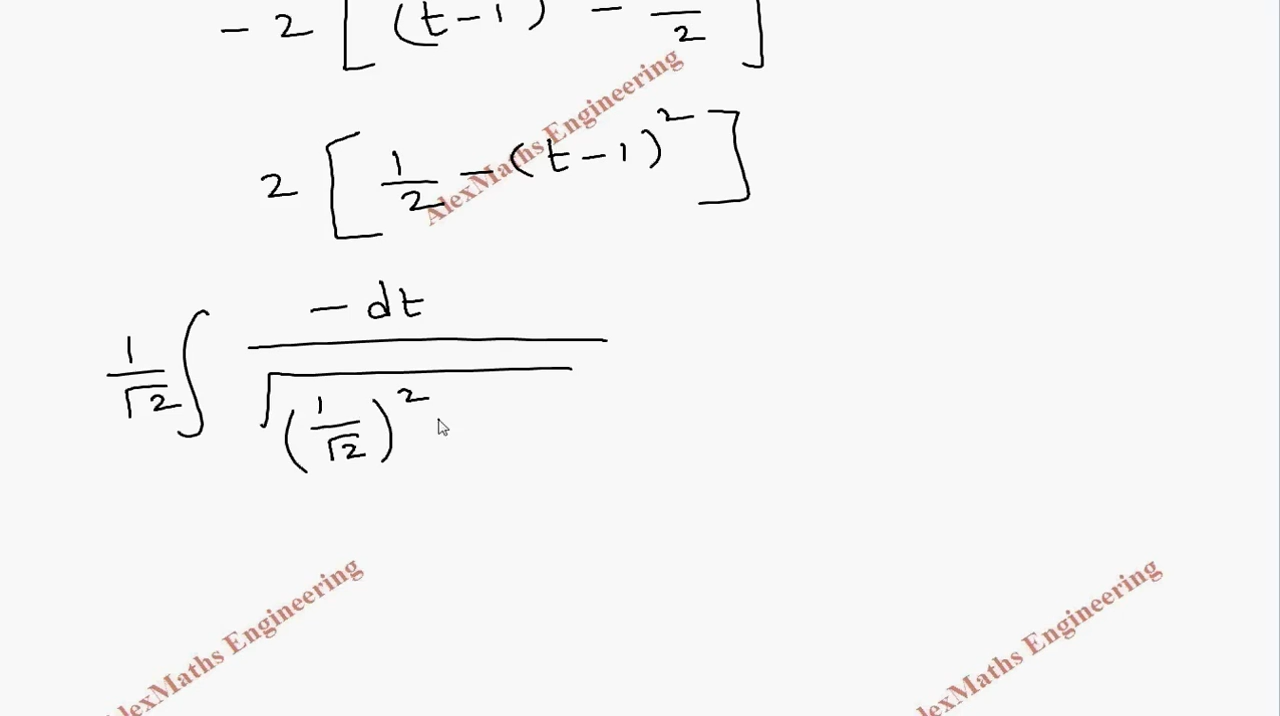 - 2 [ (t-1) - — 2 ]
2 [ 1/2 - (t-1)^2 ]
1/√2 ∫ -dt / √ (1/√2)^2
AlexMaths Engineering
AlexMaths Engineering
AlexMaths Engineering